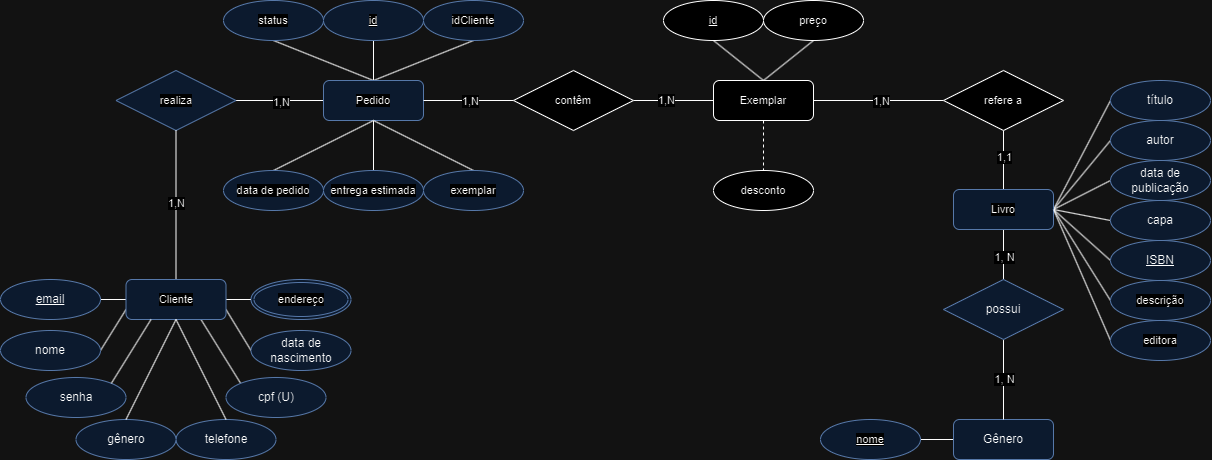 status
id
idCliente
id
preço
realiza
1,N
Pedido
1,N
contêm
1,N
Exemplar
1,N
refere a
título
autor
data de
publicação
capa
ISBN
descrição
editora
1,1
data de pedido
entrega estimada
exemplar
desconto
1,N
Livro
1, N
email
Cliente
endereço
possui
nome
data de
nascimento
1, N
senha
cpf (U)
gênero
telefone
nome
Gênero